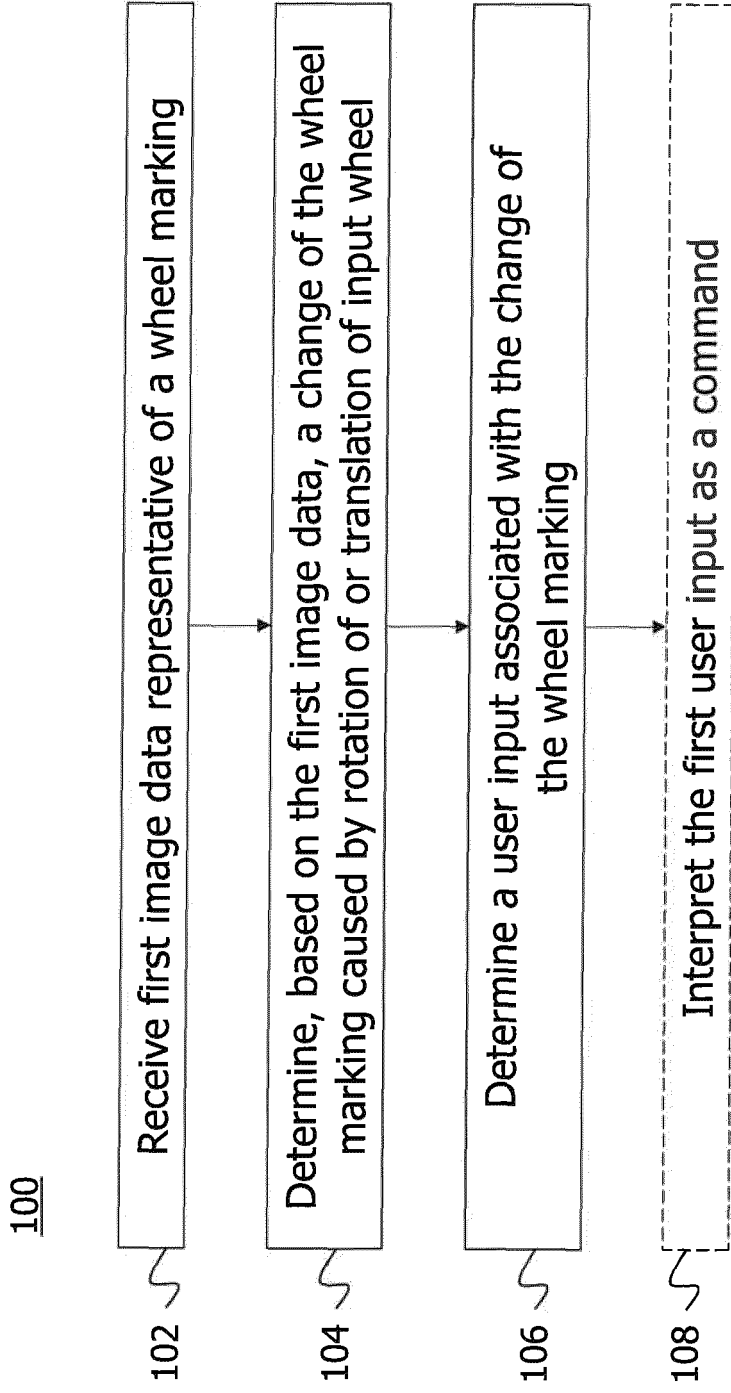 100
102
Receive first image data representative of a wheel marking
104
Determine, based on the first image data, a change of the wheel
marking caused by rotation of or translation of input wheel
106
Determine a user input associated with the change of
the wheel marking
108
Interpret the first user input as a command